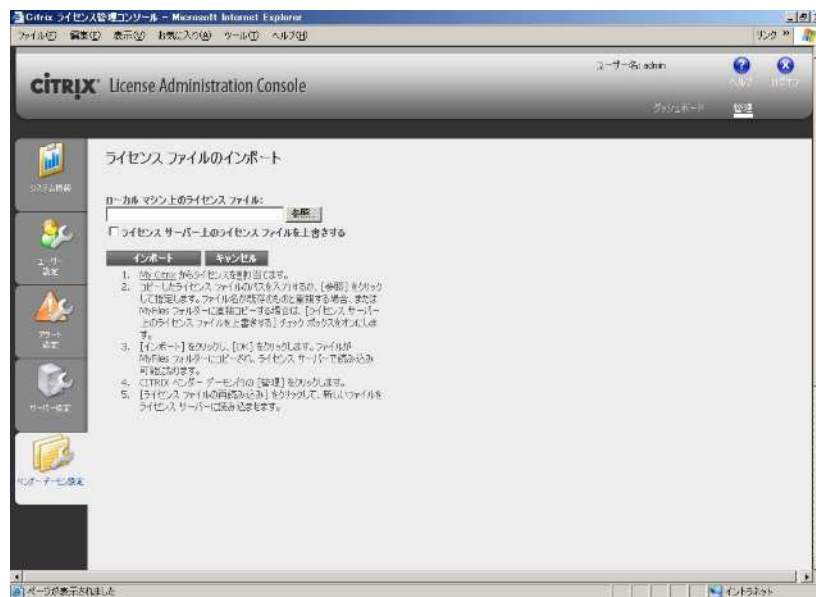 Citrix ライセンス管理コンソール - Microsoft Internet Explorer
ファイル(F) 編集(E) 表示(V) お気に入り(A) ツール(T) ヘルプ(H)
リンク »
ユーザー名: admin
CITRIX License Administration Console
ヘルプ ログオフ
ダッシュボード 管理
システム情報
ユーザー設定
アラート設定
サーバー設定
ベンダー デーモン設定
ライセンス ファイルのインポート
ローカル マシン上のライセンス ファイル:
参照...
ライセンス サーバー上のライセンス ファイルを上書きする
インポート キャンセル
1. My Citrix からライセンスを割り当てます。
2. コピーしたライセンス ファイルのパスを入力するか、[参照] をクリック
して指定します。ファイル名が既存のものと重複する場合、または
MyFiles フォルダーに直接コピーする場合は、[ライセンス サーバー
上のライセンス ファイルを上書きする] チェック ボックスをオンにしま
す。
3. [インポート] をクリックし、[OK] をクリックします。ファイルが
MyFiles フォルダーにコピーされ、ライセンス サーバーで読み込み
可能になります。
4. CITRIX ベンダー デーモン行の [管理] をクリックします。
5. [ライセンス ファイルの再読み込み] をクリックして、新しいファイルを
ライセンス サーバーに読み込ませます。
ページが表示されました
イントラネット